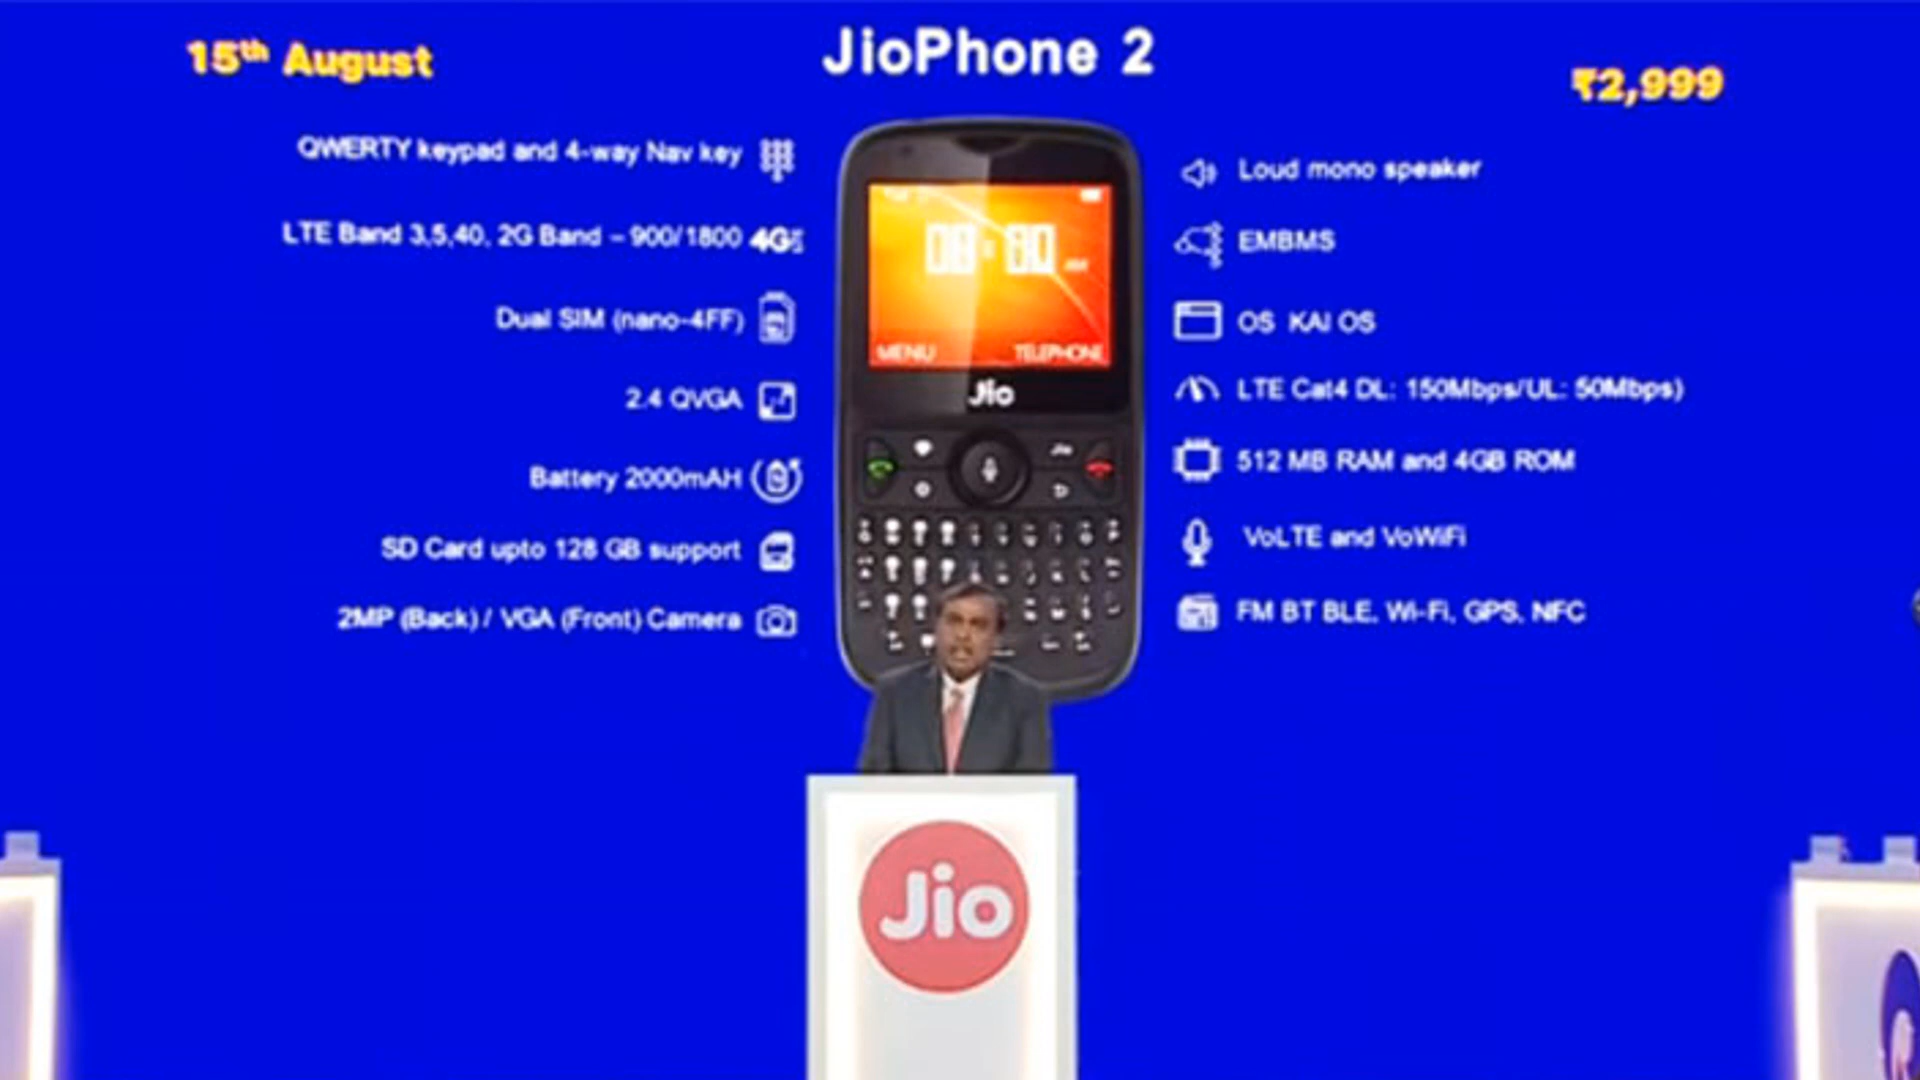 JioPhone 2
15th August
₹2,999
QWERTY keypad and 4-way Nav key
LTE Band 3,5,40, 2G Band – 900/1800 4G
Dual SIM (nano-4FF)
2.4 QVGA
Battery 2000mAH
SD Card upto 128 GB support
2MP (Back) / VGA (Front) Camera
Loud mono speaker
EMBMS
OS KAI OS
LTE Cat4 DL: 150Mbps/UL: 50Mbps)
512 MB RAM and 4GB ROM
VoLTE and VoWiFi
FM BT BLE, Wi-Fi, GPS, NFC
AM
MENU TELEPHONE
Jio
Jio
Jio